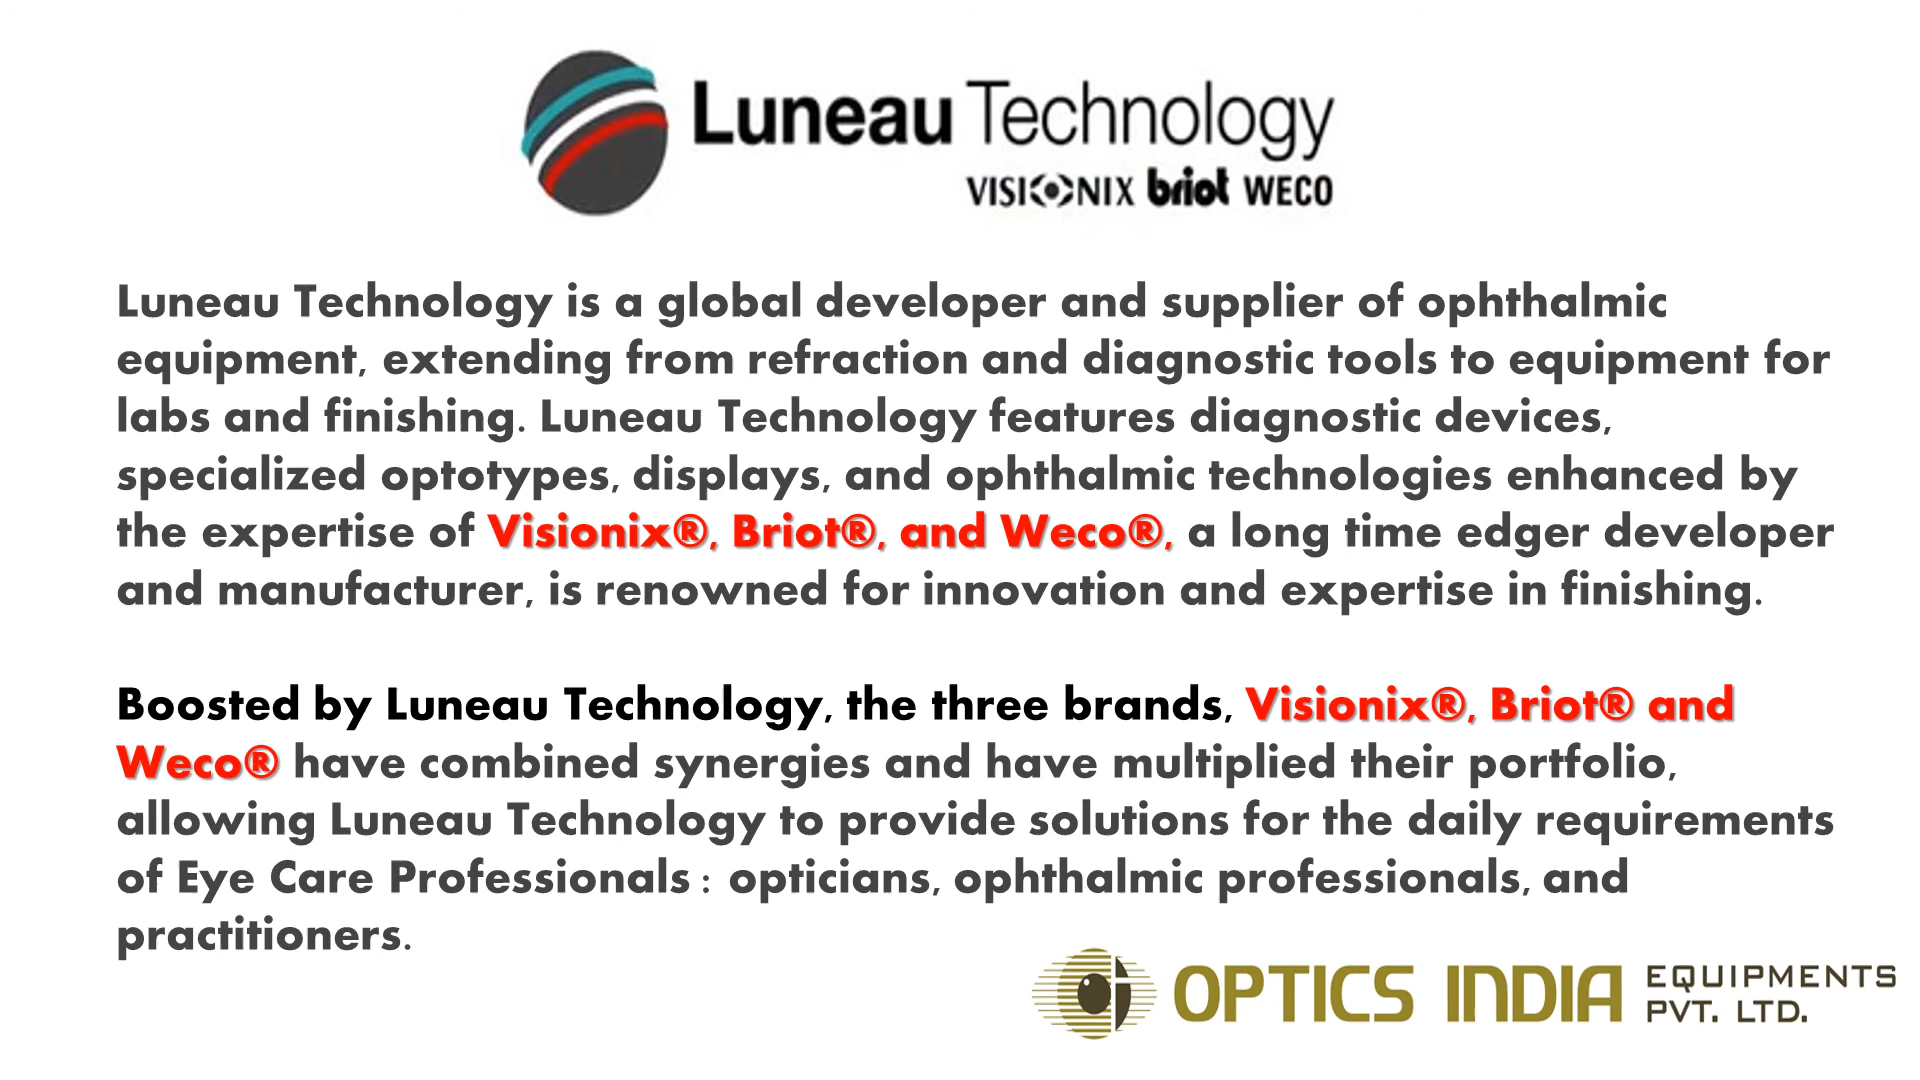 Luneau Technology
VISIONIX briot WECO
Luneau Technology is a global developer and supplier of ophthalmic
equipment, extending from refraction and diagnostic tools to equipment for
labs and finishing. Luneau Technology features diagnostic devices,
specialized optotypes, displays, and ophthalmic technologies enhanced by
the expertise of Visionix®, Briot®, and Weco®, a long time edger developer
and manufacturer, is renowned for innovation and expertise in finishing.
Boosted by Luneau Technology, the three brands, Visionix®, Briot® and
Weco® have combined synergies and have multiplied their portfolio,
allowing Luneau Technology to provide solutions for the daily requirements
of Eye Care Professionals : opticians, ophthalmic professionals, and
practitioners.
OPTICS INDIA EQUIPMENTS
PVT. LTD.